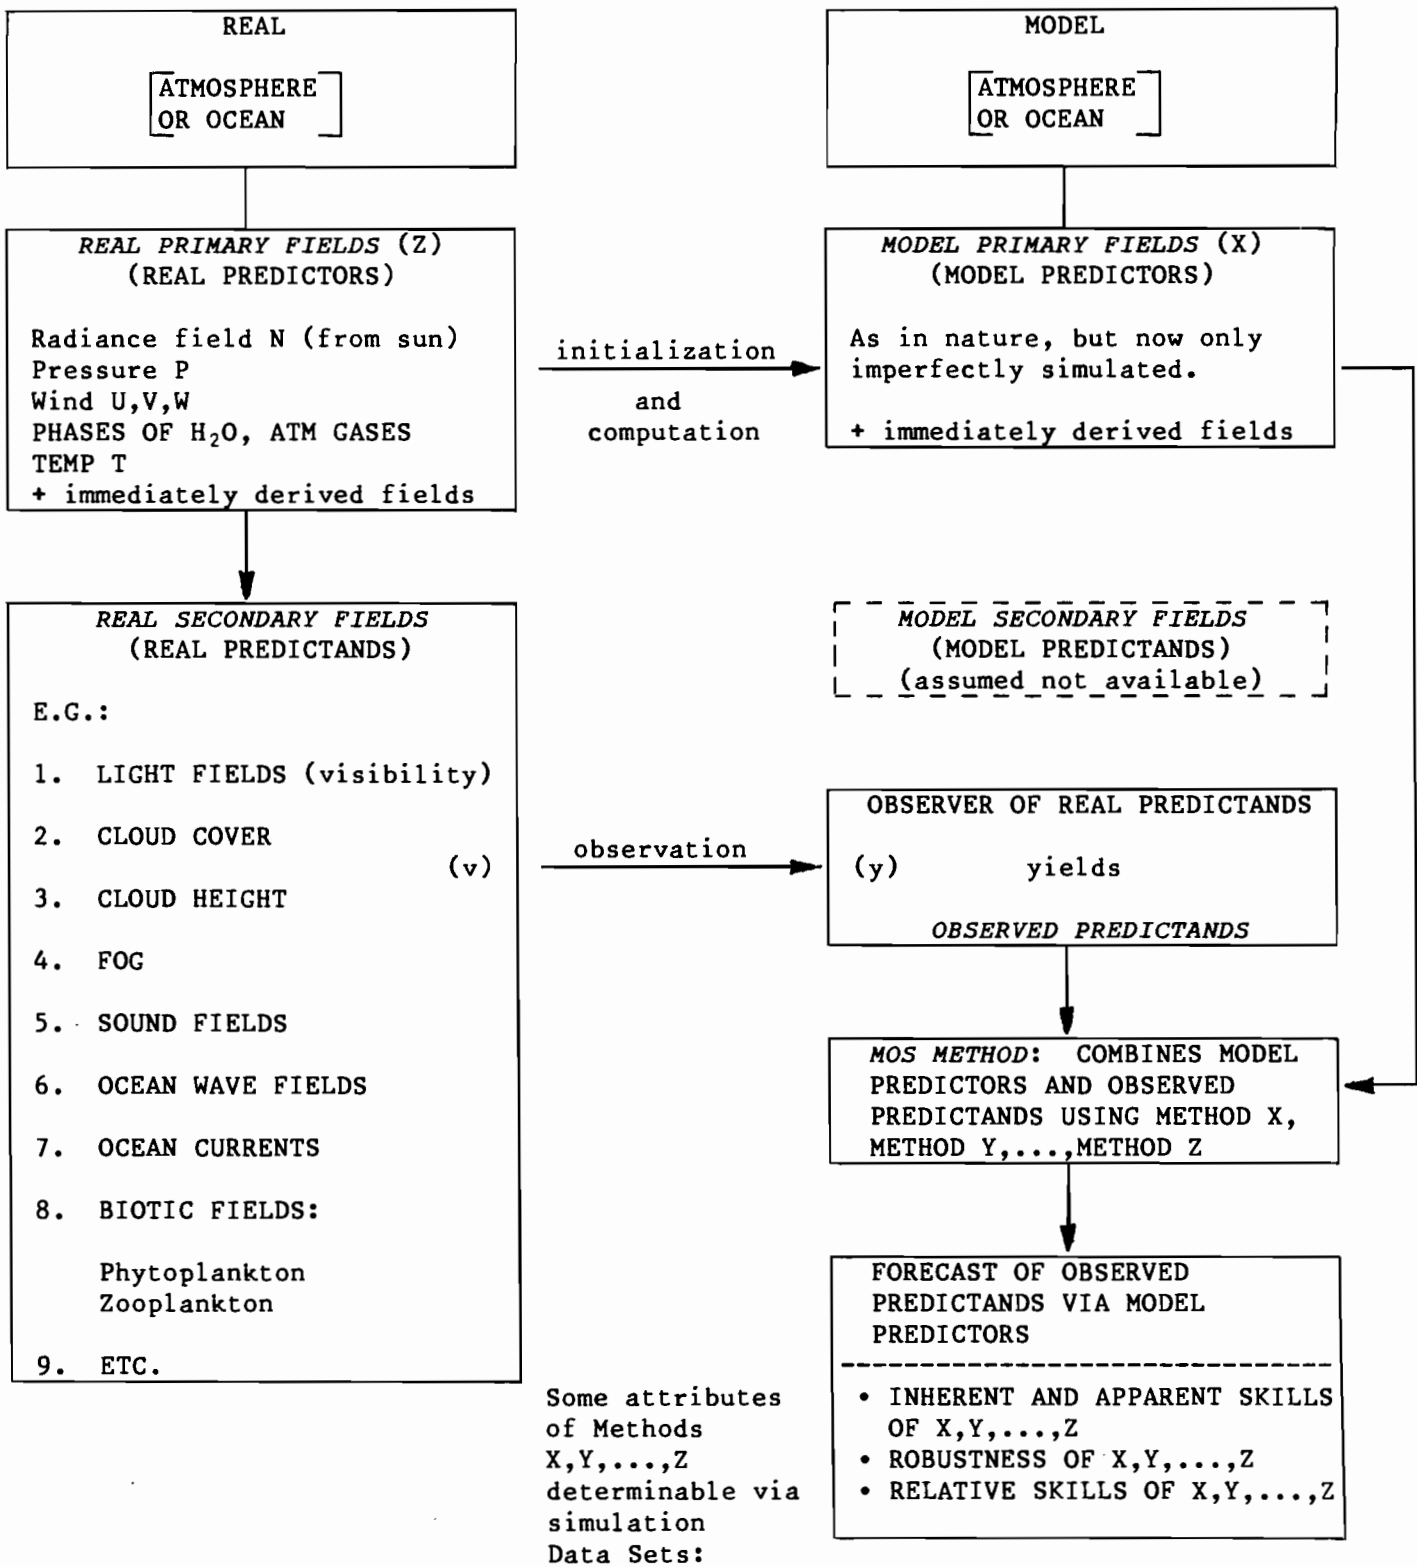 REAL
ATMOSPHERE
OR OCEAN
MODEL
ATMOSPHERE
OR OCEAN
REAL PRIMARY FIELDS (Z)
(REAL PREDICTORS)
Radiance field N (from sun)
Pressure P
Wind U,V,W
PHASES OF H₂O, ATM GASES
TEMP T
+ immediately derived fields
initialization
and
computation
MODEL PRIMARY FIELDS (X)
(MODEL PREDICTORS)
As in nature, but now only
imperfectly simulated.
+ immediately derived fields
REAL SECONDARY FIELDS
(REAL PREDICTANDS)
E.G.:
1. LIGHT FIELDS (visibility)
2. CLOUD COVER
(v)
3. CLOUD HEIGHT
4. FOG
5. SOUND FIELDS
6. OCEAN WAVE FIELDS
7. OCEAN CURRENTS
8. BIOTIC FIELDS:
Phytoplankton
Zooplankton
9. ETC.
MODEL SECONDARY FIELDS
(MODEL PREDICTANDS)
(assumed not available)
observation
OBSERVER OF REAL PREDICTANDS
(y) yields
OBSERVED PREDICTANDS
MOS METHOD: COMBINES MODEL
PREDICTORS AND OBSERVED
PREDICTANDS USING METHOD X,
METHOD Y,...,METHOD Z
FORECAST OF OBSERVED
PREDICTANDS VIA MODEL
PREDICTORS
Some attributes
of Methods
X,Y,...,Z
determinable via
simulation
Data Sets:
• INHERENT AND APPARENT SKILLS
OF X,Y,...,Z
• ROBUSTNESS OF X,Y,...,Z
• RELATIVE SKILLS OF X,Y,...,Z